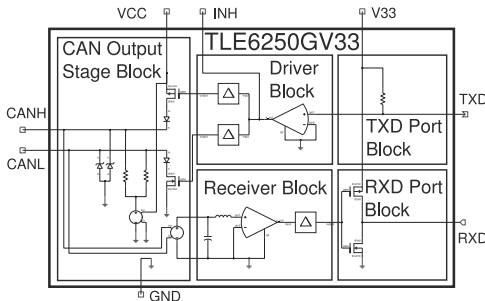 VCC INH V33
TLE6250GV33
CAN Output
Stage Block
Driver
Block
CANH
CANL
TXD
TXD Port
Block
Receiver Block
RXD Port
Block
RXD
GND